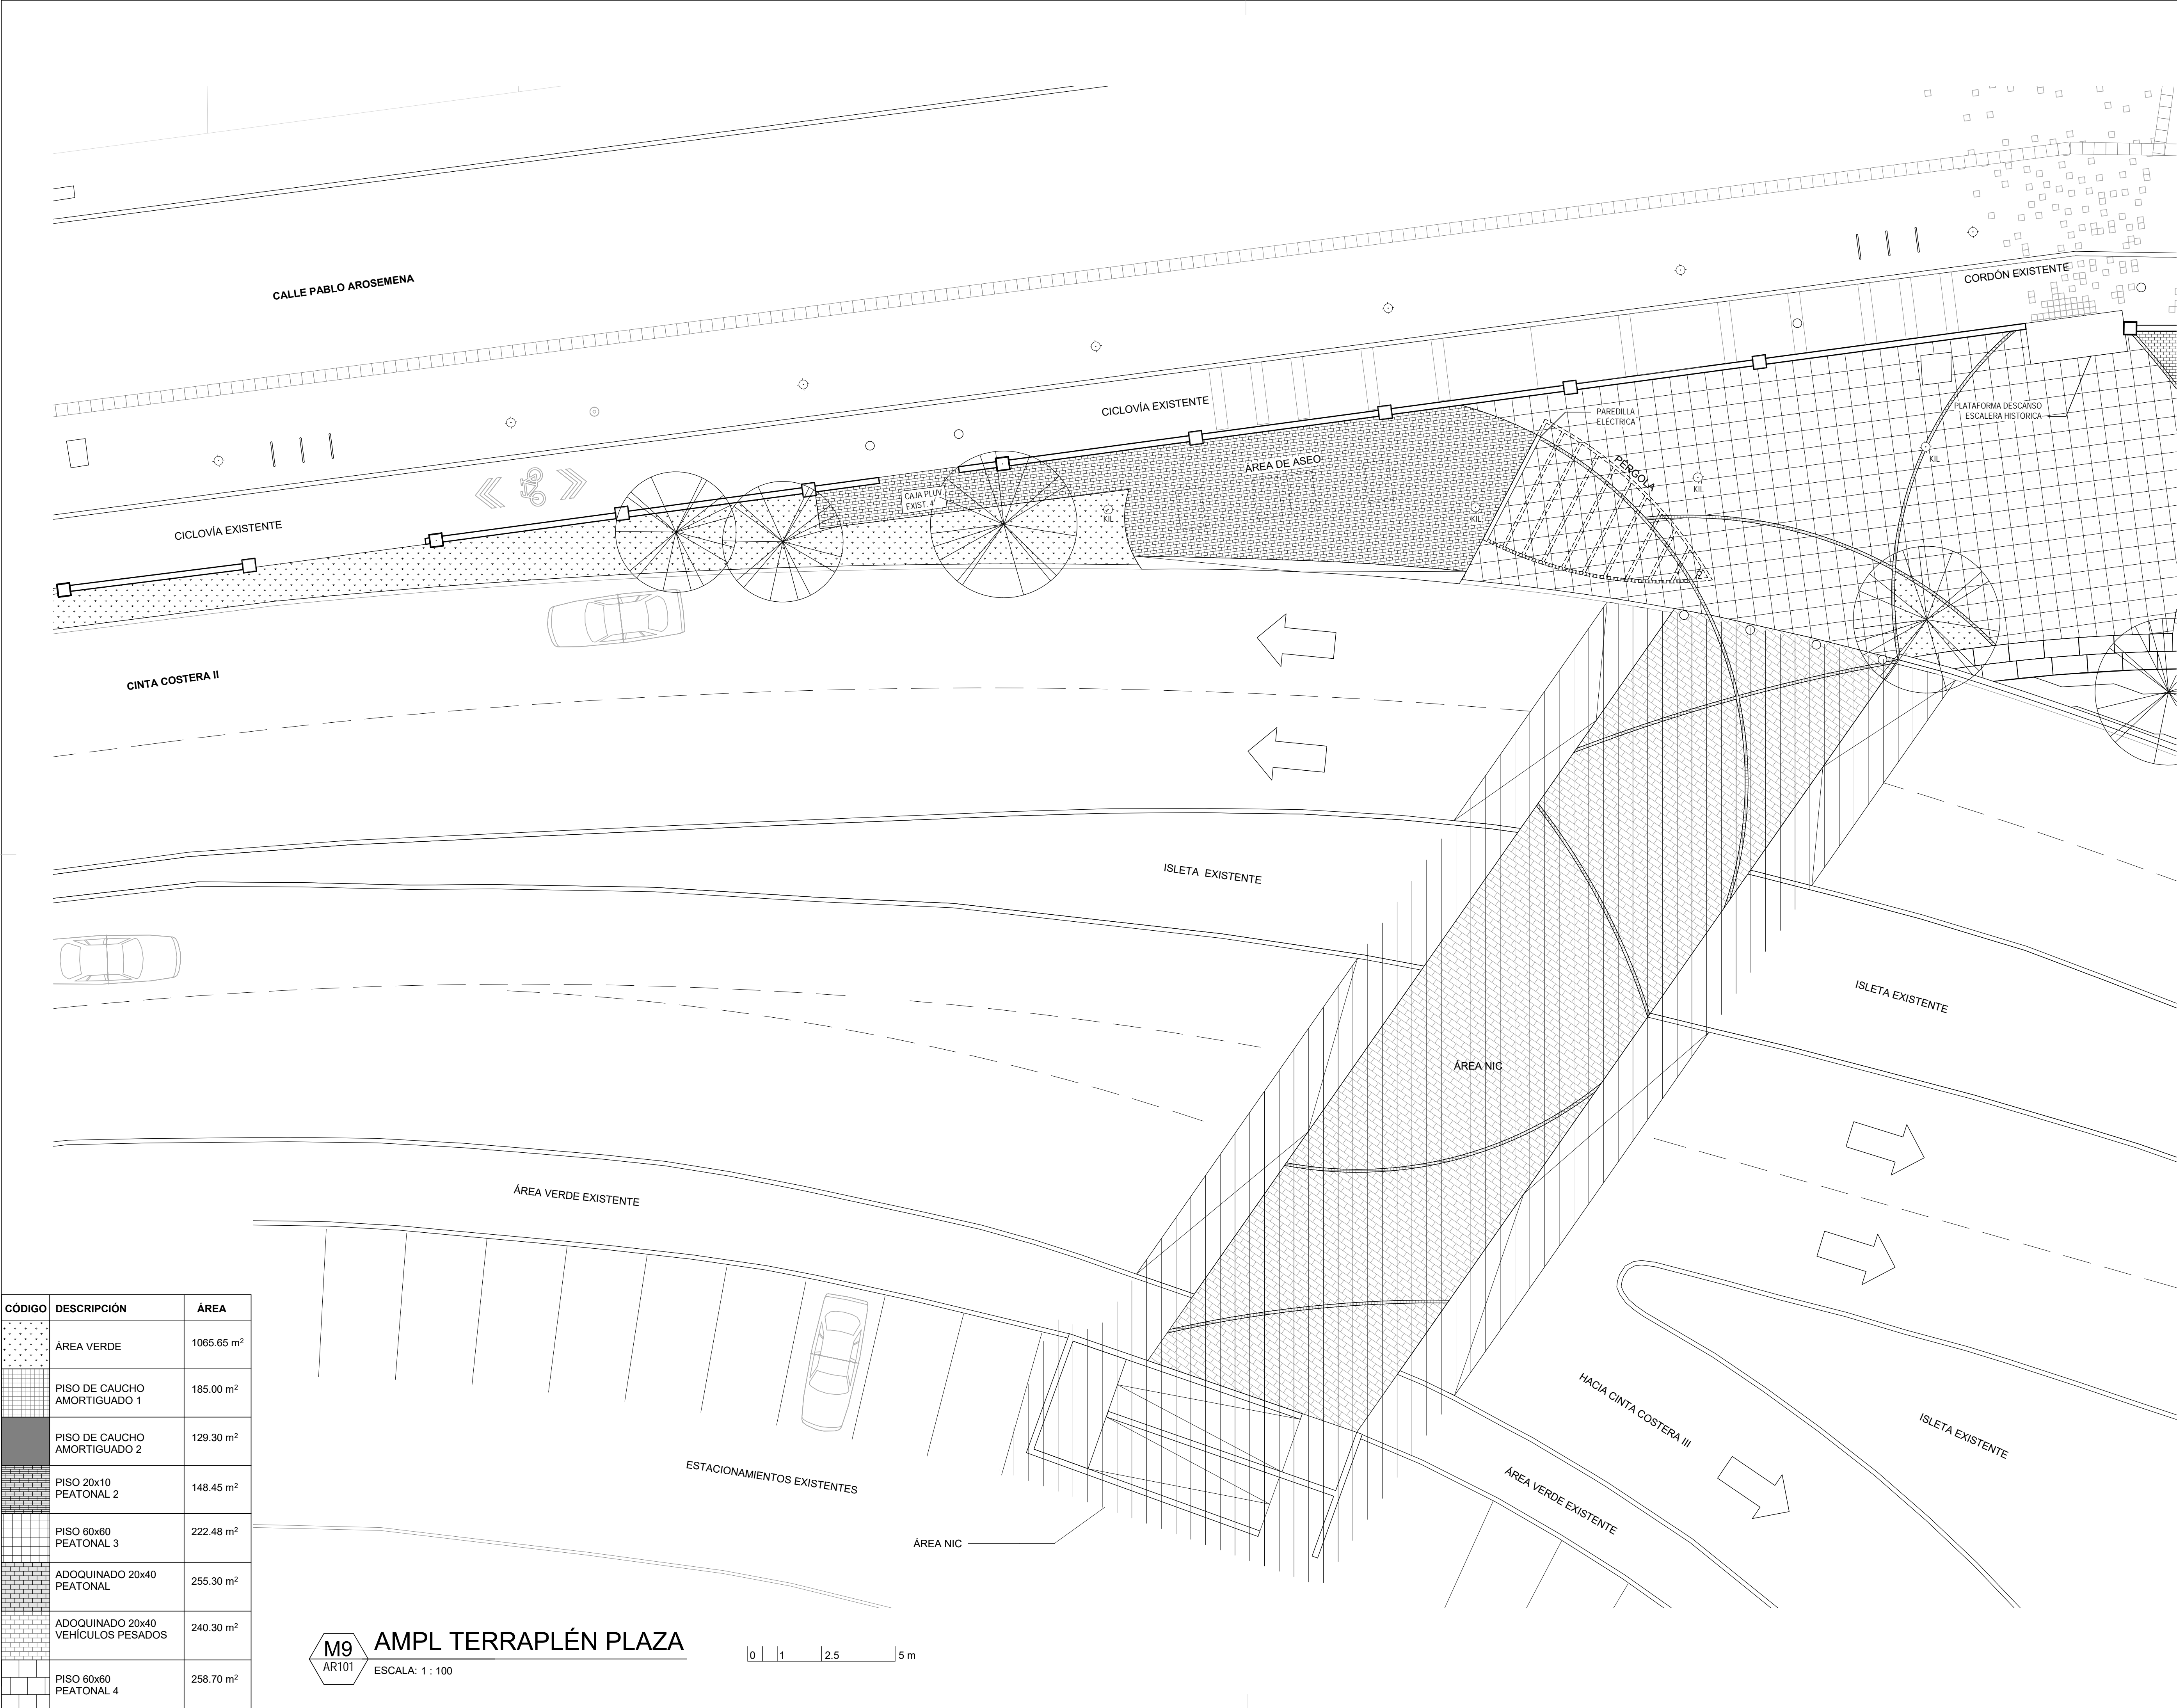 CALLE PABLO AROSEMENA
CORDÓN EXISTENTE
CICLOVÍA EXISTENTE
PAREDILLA
ELÉCTRICA
PLATAFORMA DESCANSO
ESCALERA HISTÓRICA
PÉRGOLA
ÁREA DE ASEO
CAJA PLUV.
EXIST. 4
KIL
KIL
KIL
KIL
CICLOVÍA EXISTENTE
CINTA COSTERA II
ISLETA EXISTENTE
ISLETA EXISTENTE
ÁREA NIC
ÁREA VERDE EXISTENTE
HACIA CINTA COSTERA III
ISLETA EXISTENTE
ESTACIONAMIENTOS EXISTENTES
ÁREA VERDE EXISTENTE
ÁREA NIC
CÓDIGO DESCRIPCIÓN ÁREA
ÁREA VERDE 1065.65 m²
PISO DE CAUCHO
AMORTIGUADO 1 185.00 m²
PISO DE CAUCHO
AMORTIGUADO 2 129.30 m²
PISO 20x10
PEATONAL 2 148.45 m²
PISO 60x60
PEATONAL 3 222.48 m²
ADOQUINADO 20x40
PEATONAL 255.30 m²
ADOQUINADO 20x40
VEHÍCULOS PESADOS 240.30 m²
PISO 60x60
PEATONAL 4 258.70 m²
M9
AR101
AMPL TERRAPLÉN PLAZA
ESCALA: 1 : 100
0 1 2.5 5 m